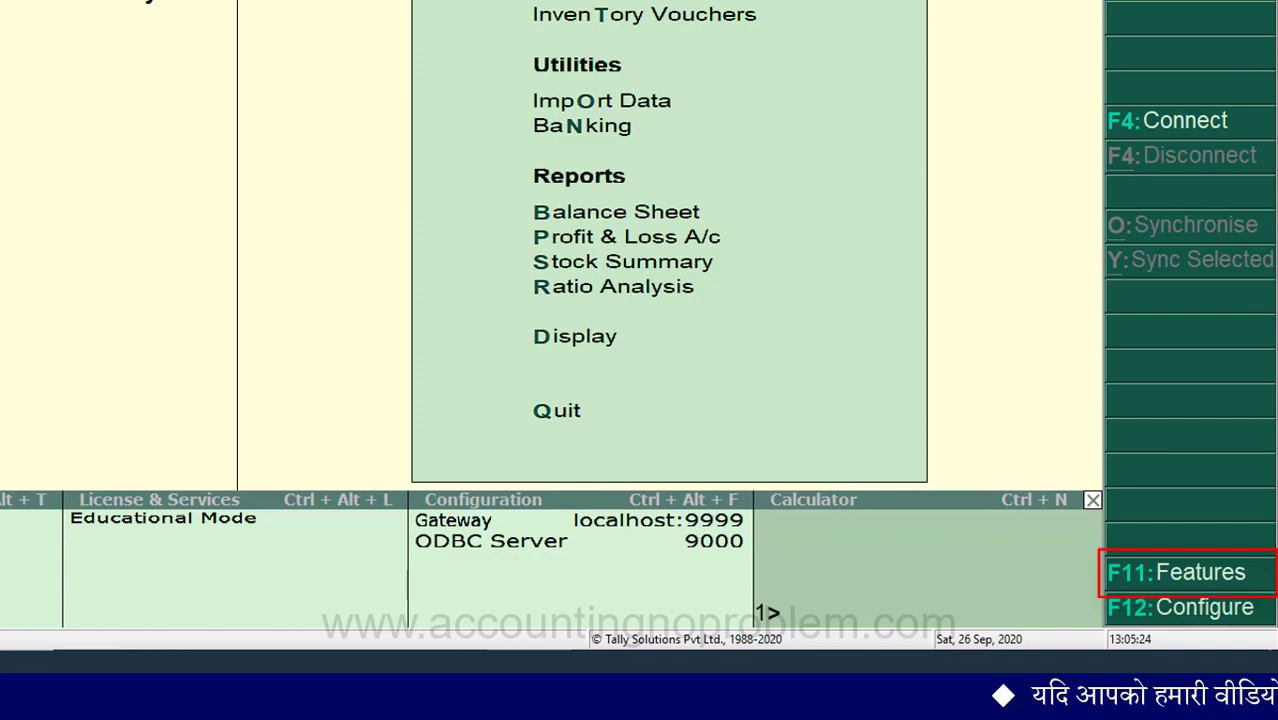 InvenTory Vouchers
Utilities
ImpOrt Data
BaNking
Reports
Balance Sheet
Profit & Loss A/c
Stock Summary
Ratio Analysis
Display
Quit
F4:Connect
F4:Disconnect
O:Synchronise
Y:Sync Selected
F11:Features
F12:Configure
lt + T License & Services Ctrl + Alt + L Configuration Ctrl + Alt + F Calculator Ctrl + N
Educational Mode
Gateway localhost:9999
ODBC Server 9000
1>
www.accountingnoproblem.com
© Tally Solutions Pvt Ltd., 1988-2020 Sat, 26 Sep, 2020 13:05:24
◆ यदि आपको हमारी वीडियो